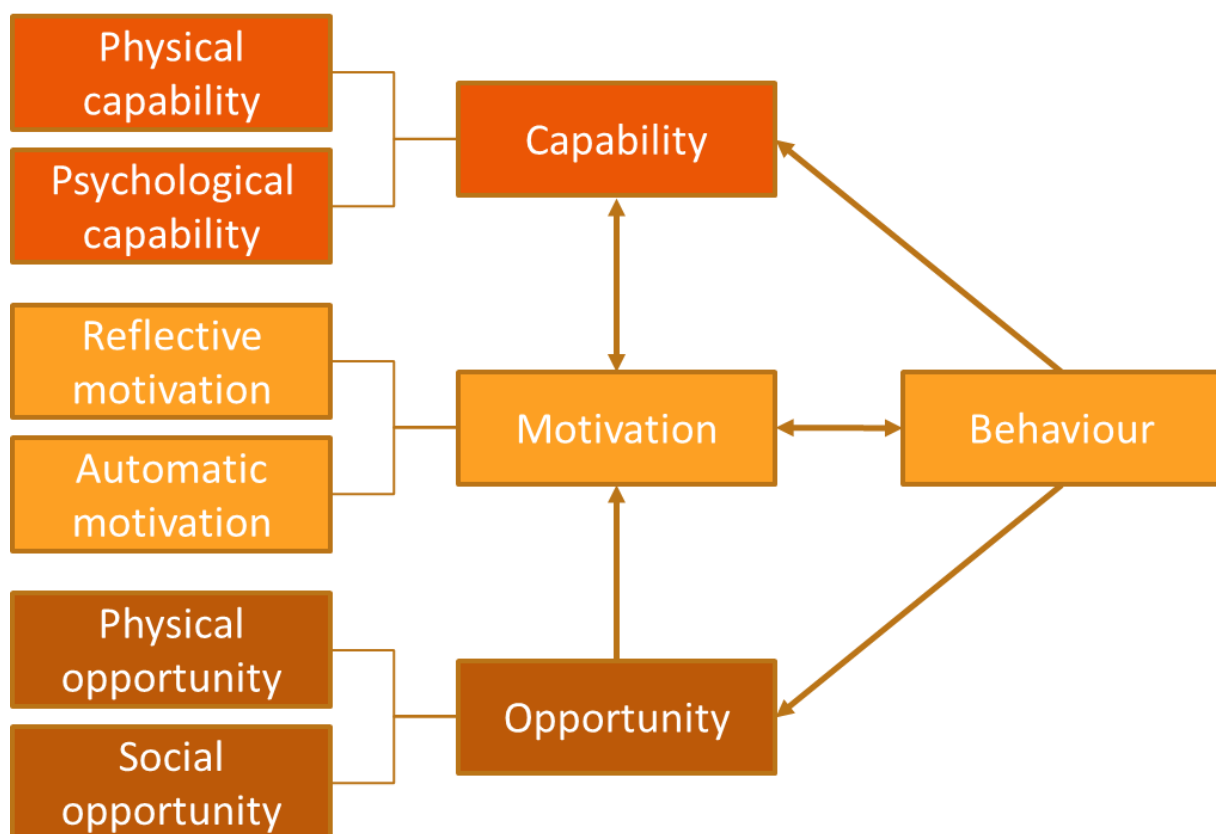 Physical
capability
Psychological
capability
Capability
Reflective
motivation
Automatic
motivation
Motivation
Behaviour
Physical
opportunity
Social
opportunity
Opportunity